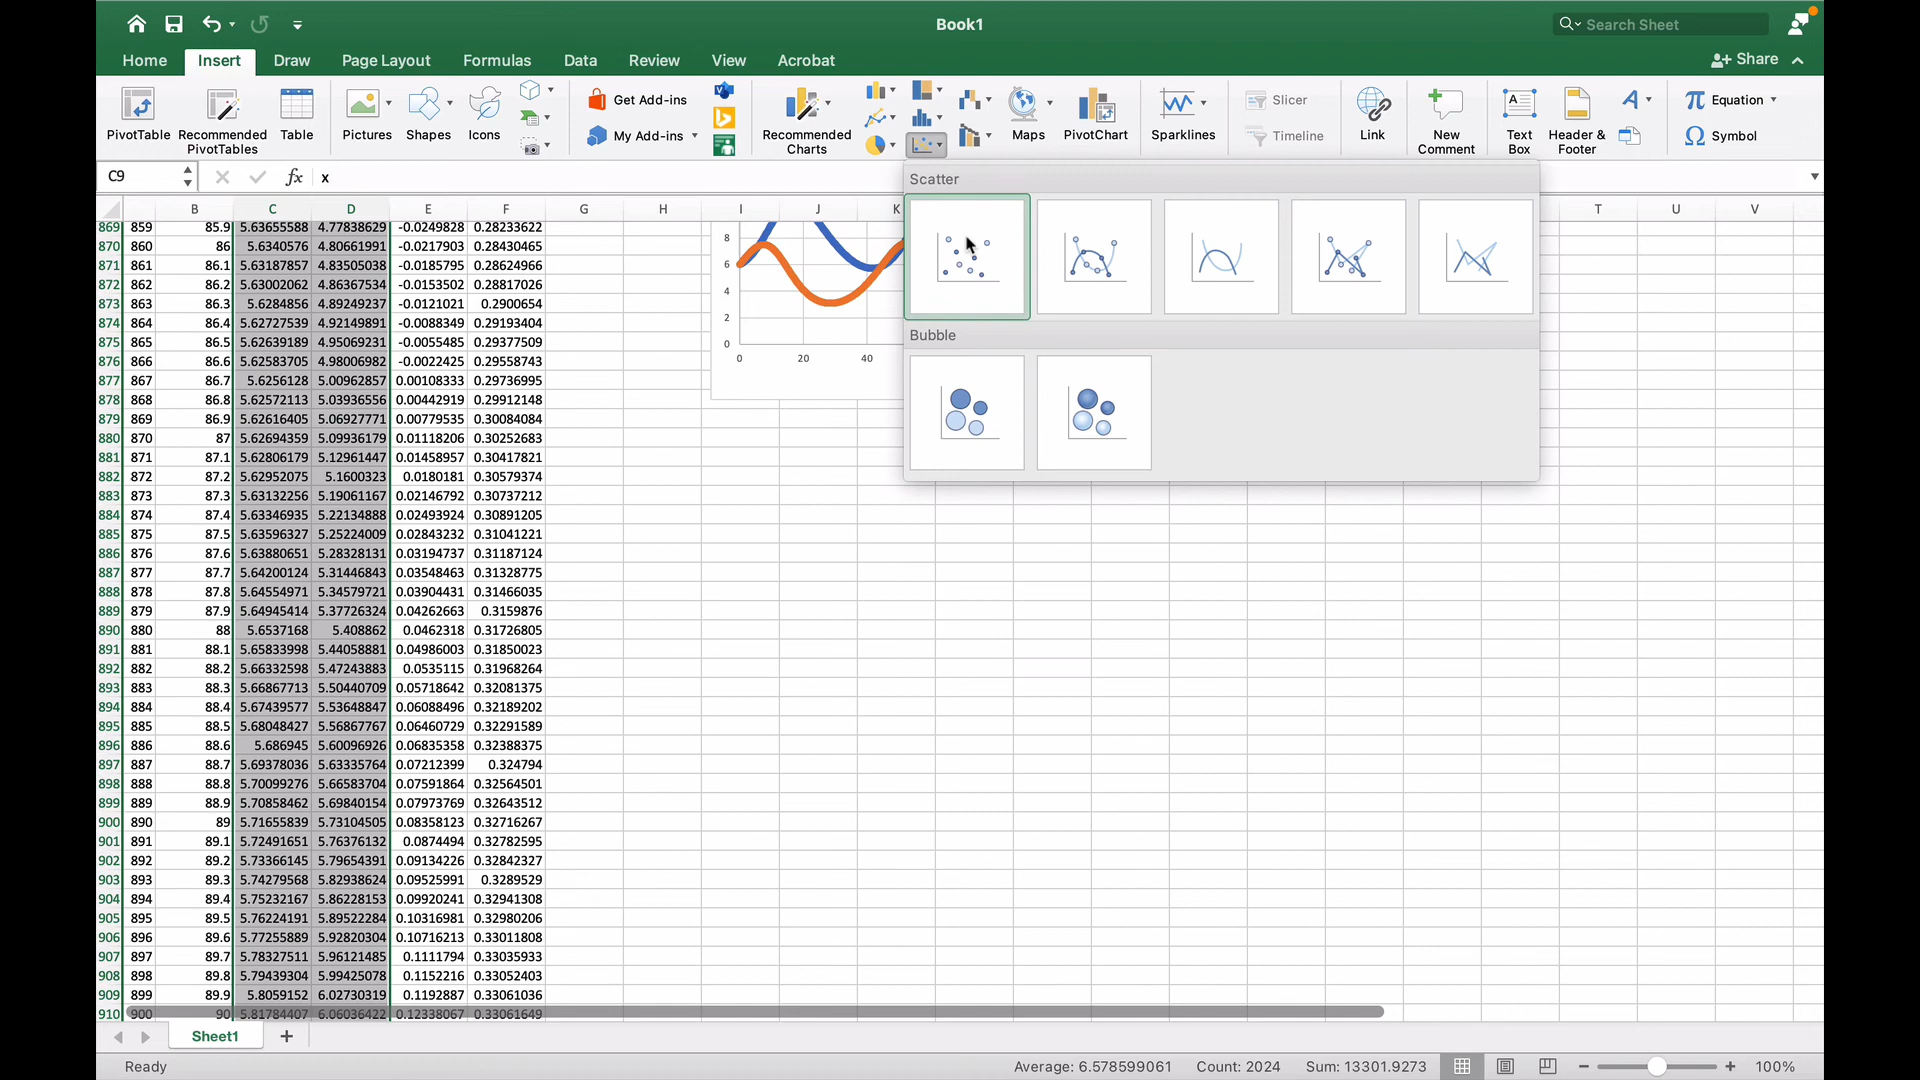 Book1
Search Sheet
Home Insert Draw Page Layout Formulas Data Review View Acrobat Share
PivotTable Recommended PivotTables Table Pictures Shapes Icons Get Add-ins My Add-ins Recommended Charts Maps PivotChart Sparklines Slicer Timeline Link New Comment Text Box Header & Footer Equation Symbol
C9 fx x
Scatter
Bubble
B C D E F G H I J K T U V
869 859 85.9 5.63655588 4.77838629 -0.0249828 0.28233622
870 860 86 5.6340576 4.80661991 -0.0217903 0.28430465
871 861 86.1 5.63187857 4.83505038 -0.0185795 0.28624966
872 862 86.2 5.63002062 4.86367534 -0.0153502 0.28817026
873 863 86.3 5.6284856 4.89249237 -0.0121021 0.2900654
874 864 86.4 5.62727539 4.92149891 -0.0088349 0.29193404
875 865 86.5 5.62639189 4.95069231 -0.0055485 0.29377509
876 866 86.6 5.62583705 4.98006982 -0.0022425 0.29558743
877 867 86.7 5.6256128 5.00962857 0.00108333 0.29736995
878 868 86.8 5.62572113 5.03936556 0.00442919 0.29912148
879 869 86.9 5.62616405 5.06927771 0.00779535 0.30084084
880 870 87 5.62694359 5.09936179 0.01118206 0.30252683
881 871 87.1 5.62806179 5.12961447 0.01458957 0.30417821
882 872 87.2 5.62952075 5.1600323 0.0180181 0.30579374
883 873 87.3 5.63132256 5.19061167 0.02146792 0.30737212
884 874 87.4 5.63346935 5.22134888 0.02493924 0.30891205
885 875 87.5 5.63596327 5.25224009 0.02843232 0.31041221
886 876 87.6 5.63880651 5.28328131 0.03194737 0.31187124
887 877 87.7 5.64200124 5.31446843 0.03548463 0.31328775
888 878 87.8 5.64554971 5.34579721 0.03904431 0.31466035
889 879 87.9 5.64945414 5.37726324 0.04262663 0.3159876
890 880 88 5.6537168 5.408862 0.0462318 0.31726805
891 881 88.1 5.65833998 5.44058881 0.04986003 0.31850023
892 882 88.2 5.66332598 5.47243883 0.0535115 0.31968264
893 883 88.3 5.66867713 5.50440709 0.05718642 0.32081375
894 884 88.4 5.67439577 5.53648847 0.06088496 0.32189202
895 885 88.5 5.68048427 5.56867767 0.06460729 0.32291589
896 886 88.6 5.686945 5.60096926 0.06835358 0.32388375
897 887 88.7 5.69378036 5.63335764 0.07212399 0.324794
898 888 88.8 5.70099276 5.66583704 0.07591864 0.32564501
899 889 88.9 5.70858462 5.69840154 0.07973769 0.32643512
900 890 89 5.71655839 5.73104505 0.08358123 0.32716267
901 891 89.1 5.72491651 5.76376132 0.0874494 0.32782595
902 892 89.2 5.73366145 5.79654391 0.09134226 0.32842327
903 893 89.3 5.74279568 5.82938624 0.09525991 0.3289529
904 894 89.4 5.75232167 5.86228153 0.09920241 0.32941308
905 895 89.5 5.76224191 5.89522284 0.10316981 0.32980206
906 896 89.6 5.77255889 5.92820304 0.10716213 0.33011808
907 897 89.7 5.78327511 5.96121485 0.1111794 0.33035933
908 898 89.8 5.79439304 5.99425078 0.1152216 0.33052403
909 899 89.9 5.8059152 6.02730319 0.1192887 0.33061036
910 900 90 5.81784407 6.06036422 0.12338067 0.33061649
8
6
4
2
0
0 20 40
Sheet1
Ready Average: 6.578599061 Count: 2024 Sum: 13301.9273 100%